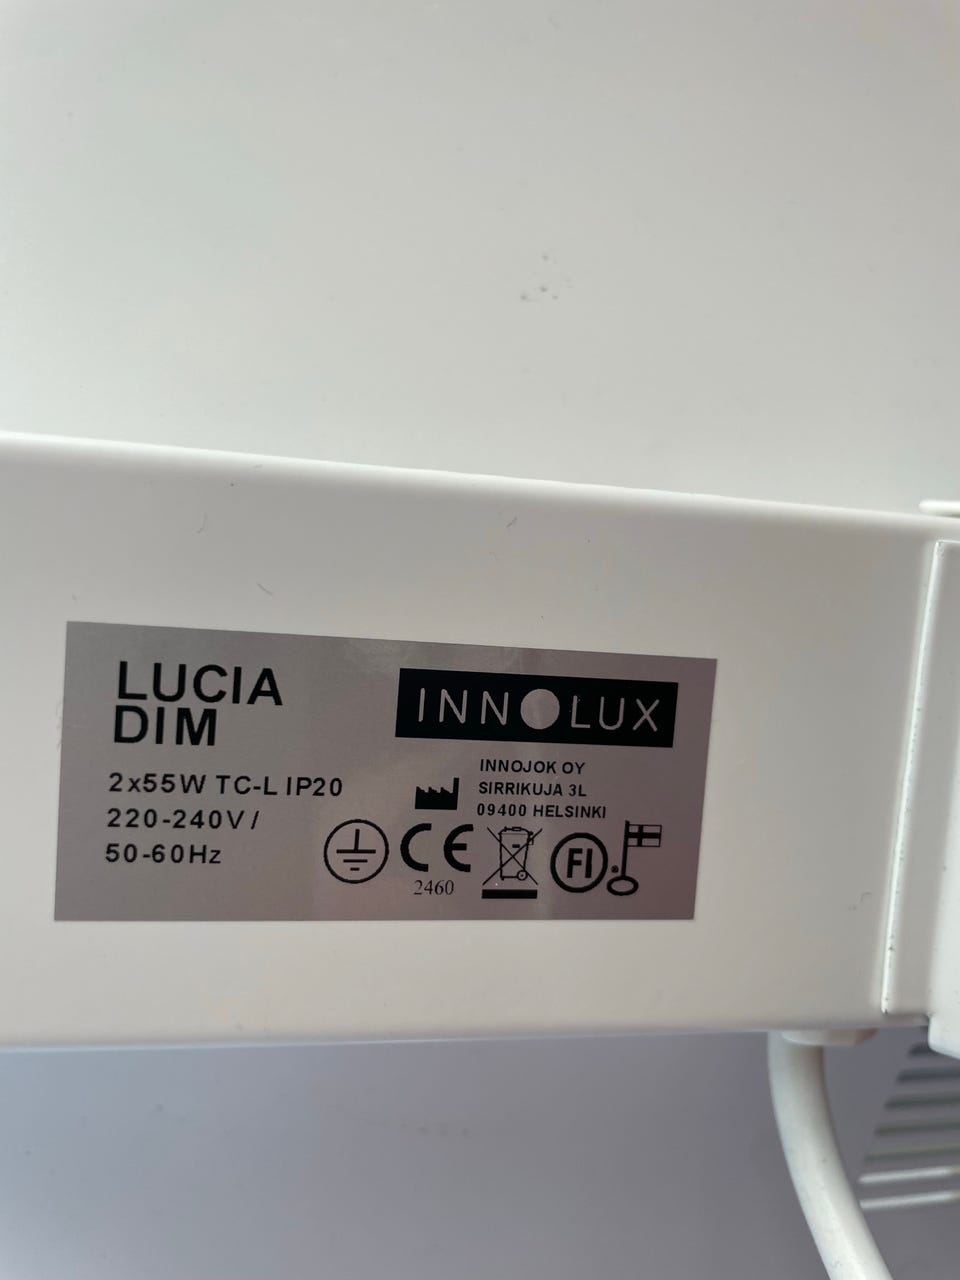 LUCIA
DIM
2x55W TC-L IP20
220-240V /
50-60Hz
INNOLUX
INNOJOK OY
SIRRIKUJA 3L
09400 HELSINKI
CE
2460
FI